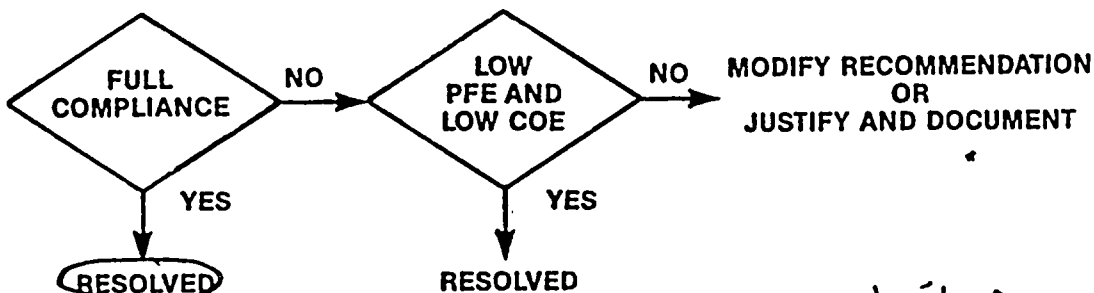 FULL
COMPLIANCE
NO
LOW
PFE AND
LOW COE
NO
MODIFY RECOMMENDATION
OR
JUSTIFY AND DOCUMENT
YES
YES
RESOLVED
RESOLVED